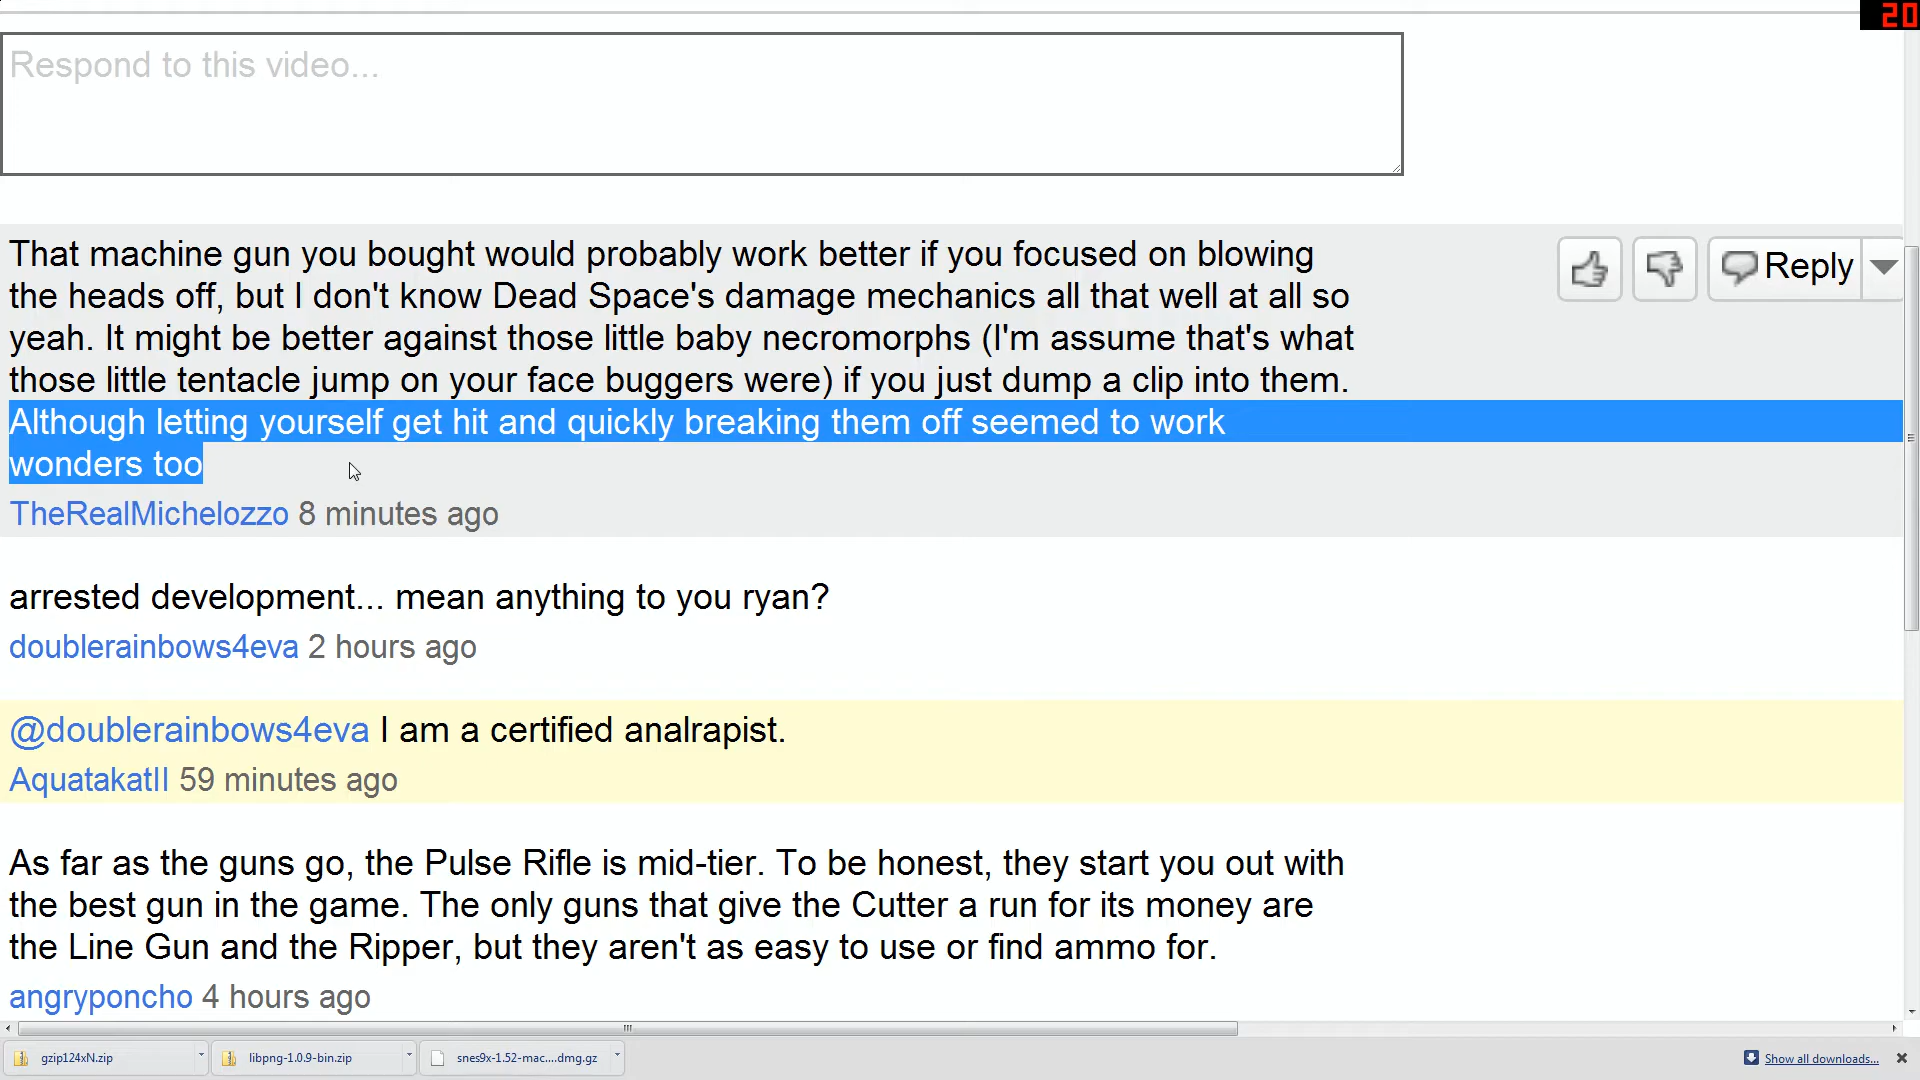 20
Respond to this video...
That machine gun you bought would probably work better if you focused on blowing
the heads off, but I don't know Dead Space's damage mechanics all that well at all so
yeah. It might be better against those little baby necromorphs (I'm assume that's what
those little tentacle jump on your face buggers were) if you just dump a clip into them.
Although letting yourself get hit and quickly breaking them off seemed to work
wonders too
Reply
TheRealMichelozzo 8 minutes ago
arrested development... mean anything to you ryan?
doublerainbows4eva 2 hours ago
@doublerainbows4eva I am a certified analrapist.
AquatakatII 59 minutes ago
As far as the guns go, the Pulse Rifle is mid-tier. To be honest, they start you out with
the best gun in the game. The only guns that give the Cutter a run for its money are
the Line Gun and the Ripper, but they aren't as easy to use or find ammo for.
angryponcho 4 hours ago
gzip124xN.zip
libpng-1.0.9-bin.zip
snes9x-1.52-mac....dmg.gz
Show all downloads...